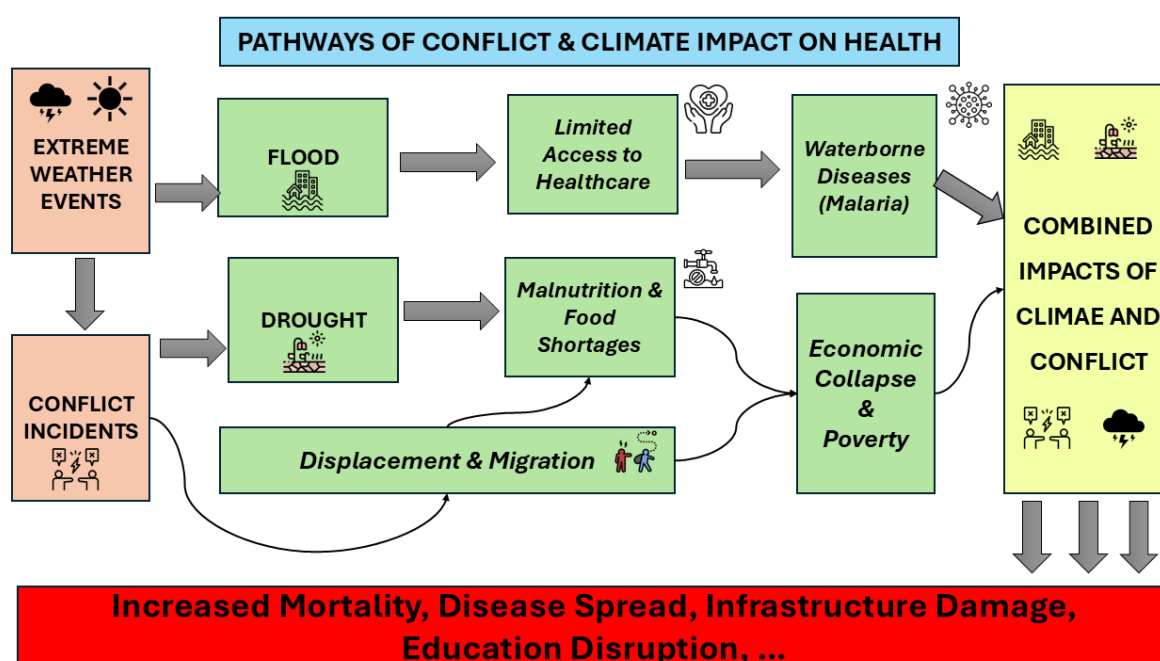 PATHWAYS OF CONFLICT & CLIMATE IMPACT ON HEALTH
EXTREME
WEATHER
EVENTS
FLOOD
Limited
Access to
Healthcare
Waterborne
Diseases
(Malaria)
COMBINED
IMPACTS OF
CLIMAE AND
CONFLICT
DROUGHT
Malnutrition &
Food
Shortages
Economic
Collapse
&
Poverty
CONFLICT
INCIDENTS
Displacement & Migration
Increased Mortality, Disease Spread, Infrastructure Damage,
Education Disruption, ...